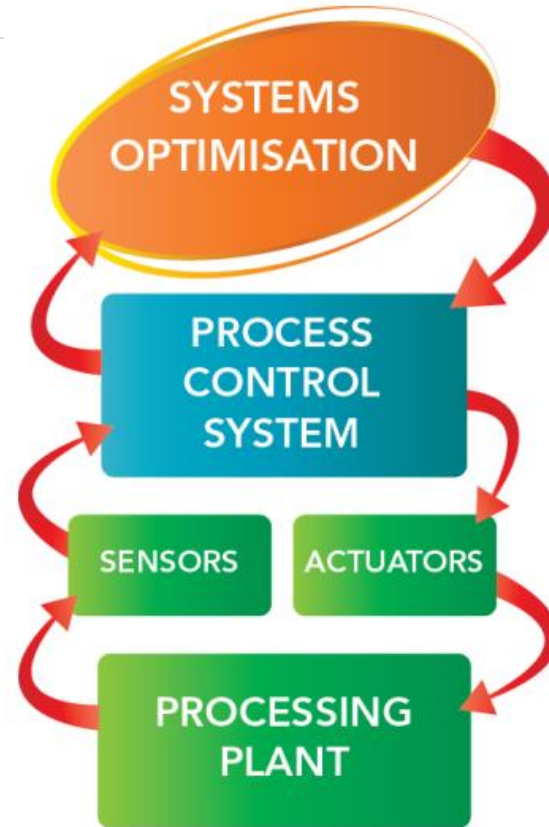 SYSTEMS
OPTIMISATION
PROCESS
CONTROL
SYSTEM
SENSORS
ACTUATORS
PROCESSING
PLANT